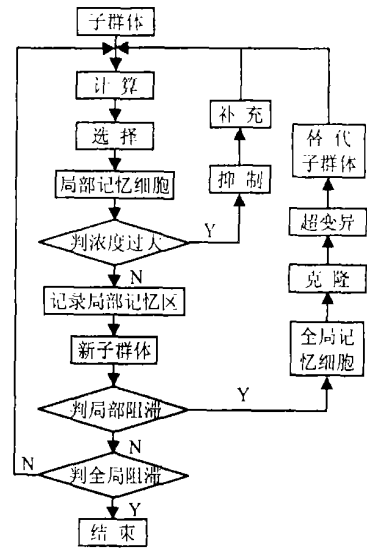 子群体
计算
选择
局部记忆细胞
判浓度过大
Y
抑制
补充
N
记录局部记忆区
新子群体
判局部阻滞
Y
全局记
忆细胞
克隆
超变异
替代
子群体
N
判全局阻滞
N
Y
结束